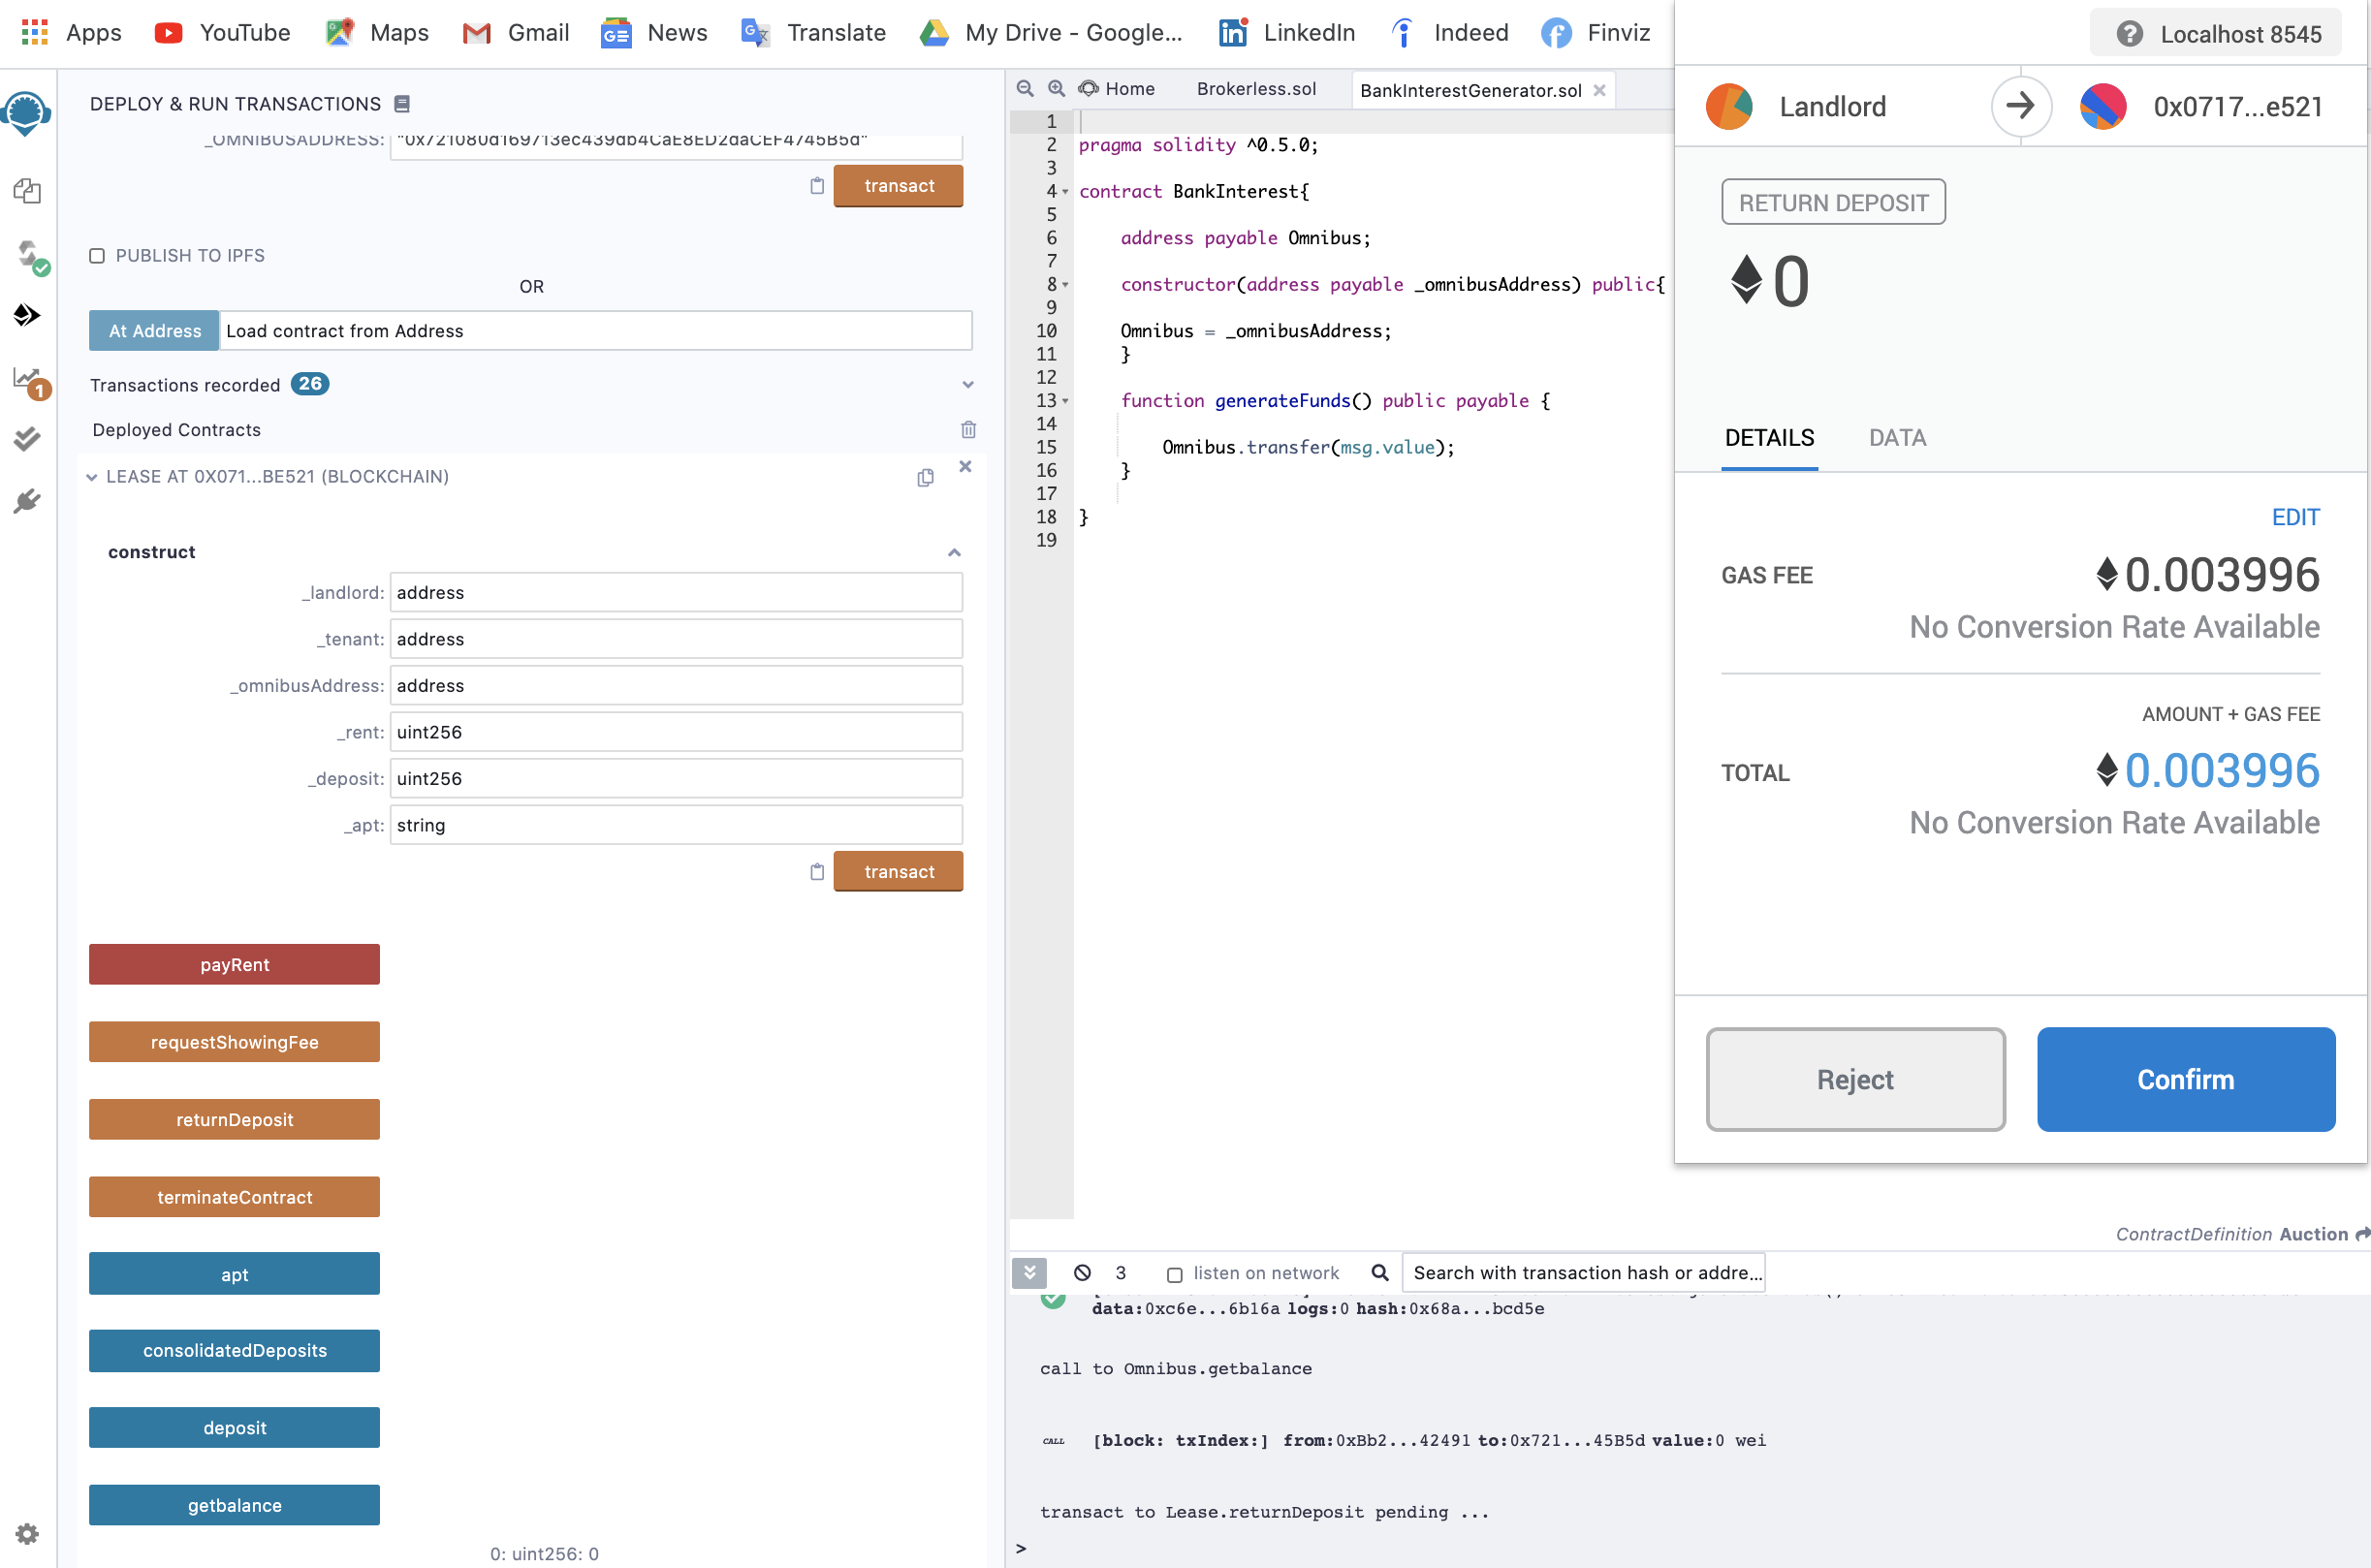 Apps YouTube Maps Gmail News Translate My Drive - Google... LinkedIn Indeed Finviz
DEPLOY & RUN TRANSACTIONS
_OMNIBUSADDRESS: "0x721080d169713ec439db4CaE8ED2daCEF4745B5d"
transact
PUBLISH TO IPFS
OR
At Address Load contract from Address
Transactions recorded 26
1
Deployed Contracts
LEASE AT 0X071...BE521 (BLOCKCHAIN)
construct
_landlord: address
_tenant: address
_omnibusAddress: address
_rent: uint256
_deposit: uint256
_apt: string
transact
payRent
requestShowingFee
returnDeposit
terminateContract
apt
consolidatedDeposits
deposit
getbalance
0: uint256: 0
Home Brokerless.sol BankInterestGenerator.sol
1
2 pragma solidity ^0.5.0;
3
4 contract BankInterest{
5
6 address payable Omnibus;
7
8 constructor(address payable _omnibusAddress) public{
9
10 Omnibus = _omnibusAddress;
11 }
12
13 function generateFunds() public payable {
14
15 Omnibus.transfer(msg.value);
16 }
17
18 }
19
ContractDefinition Auction
3 listen on network Search with transaction hash or addre...
data:0xc6e...6b16a logs:0 hash:0x68a...bcd5e
call to Omnibus.getbalance
CALL [block: txIndex:] from:0xBb2...42491 to:0x721...45B5d value:0 wei
transact to Lease.returnDeposit pending ...
>
Localhost 8545
Landlord 0x0717...e521
RETURN DEPOSIT
0
DETAILS DATA
EDIT
GAS FEE 0.003996
No Conversion Rate Available
AMOUNT + GAS FEE
TOTAL 0.003996
No Conversion Rate Available
Reject Confirm